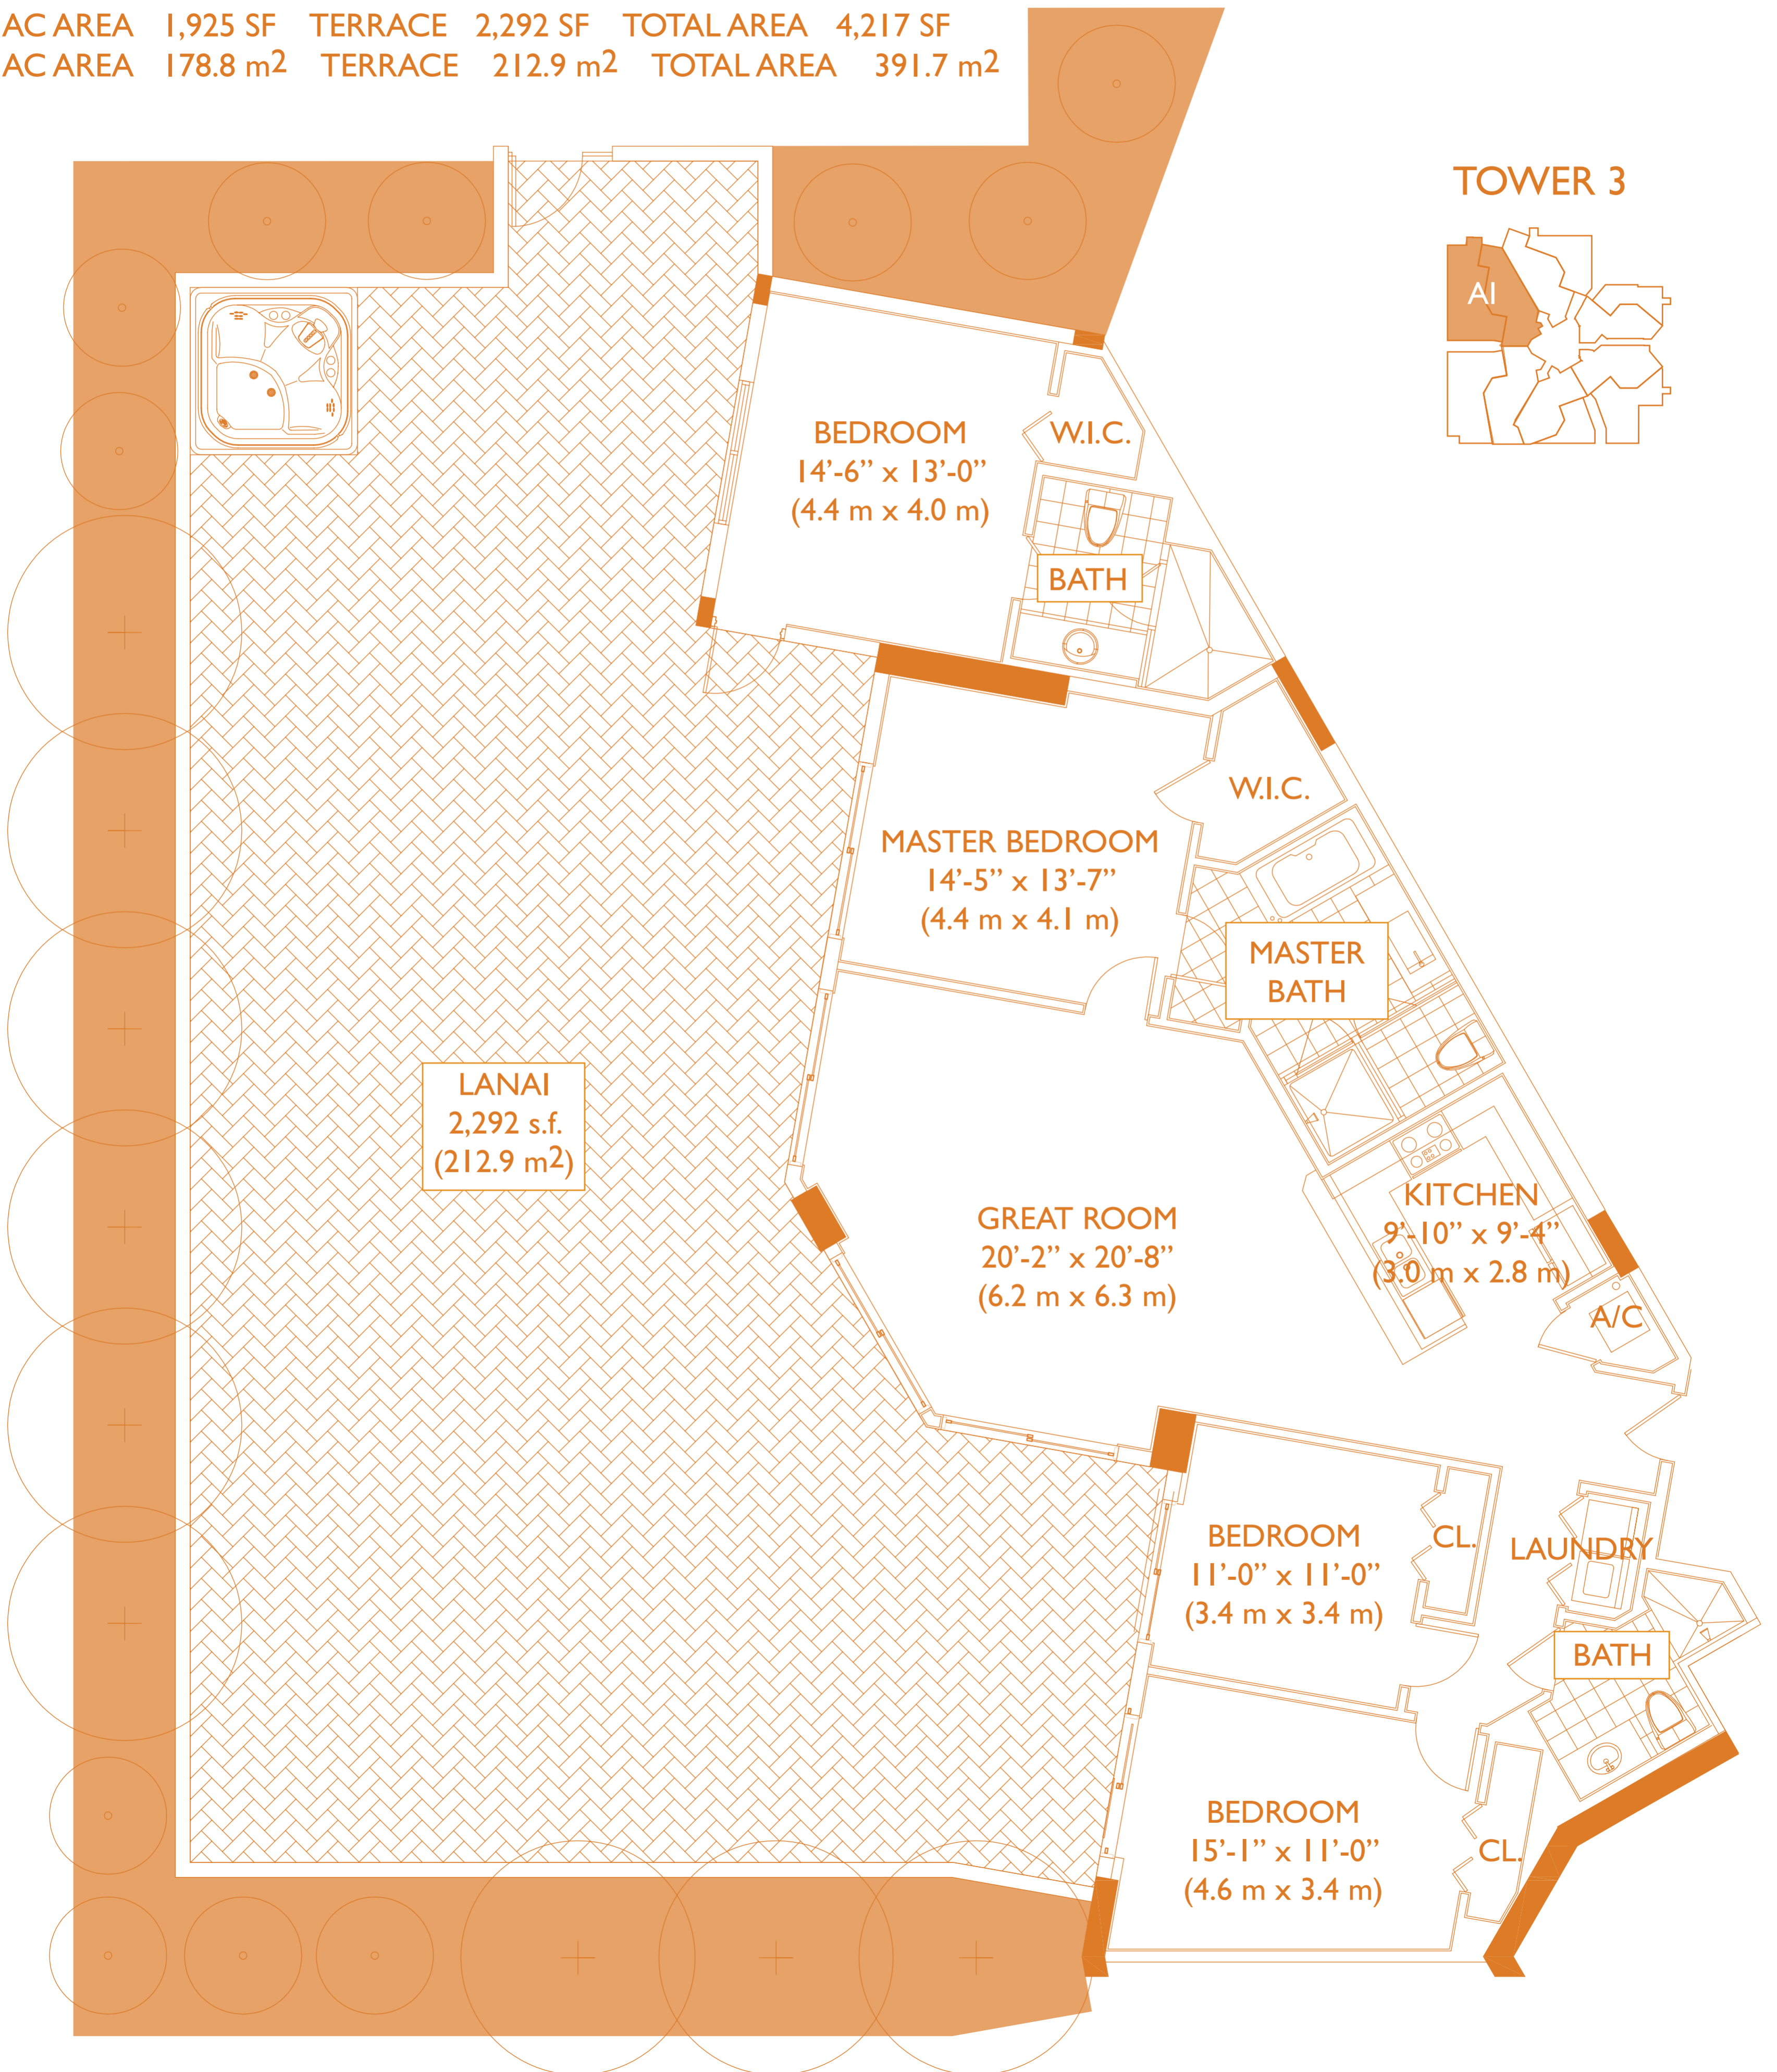 AC AREA 1,925 SF TERRACE 2,292 SF TOTAL AREA 4,217 SF
AC AREA 178.8 m2 TERRACE 212.9 m2 TOTAL AREA 391.7 m2
TOWER 3
A1
BEDROOM
14’-6” x 13’-0”
(4.4 m x 4.0 m)
W.I.C.
BATH
W.I.C.
MASTER BEDROOM
14’-5” x 13’-7”
(4.4 m x 4.1 m)
MASTER
BATH
LANAI
2,292 s.f.
(212.9 m2)
GREAT ROOM
20’-2” x 20’-8”
(6.2 m x 6.3 m)
KITCHEN
9’-10” x 9’-4”
(3.0 m x 2.8 m)
A/C
BEDROOM
11’-0” x 11’-0”
(3.4 m x 3.4 m)
CL.
LAUNDRY
BATH
BEDROOM
15’-1” x 11’-0”
(4.6 m x 3.4 m)
CL.